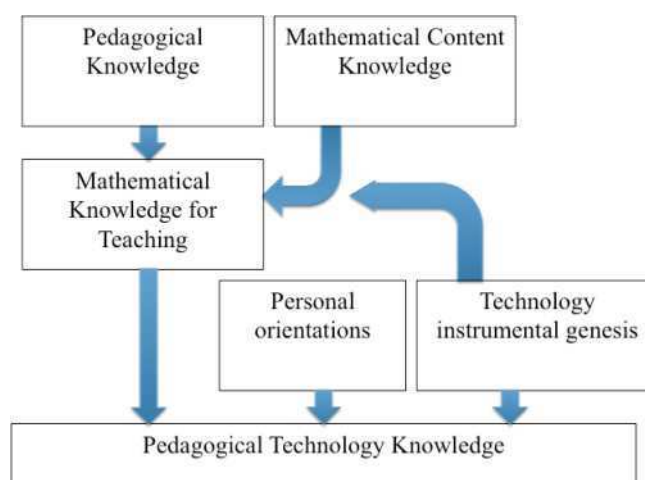 Pedagogical
Knowledge
Mathematical Content
Knowledge
Mathematical
Knowledge for
Teaching
Personal
orientations
Technology
instrumental genesis
Pedagogical Technology Knowledge